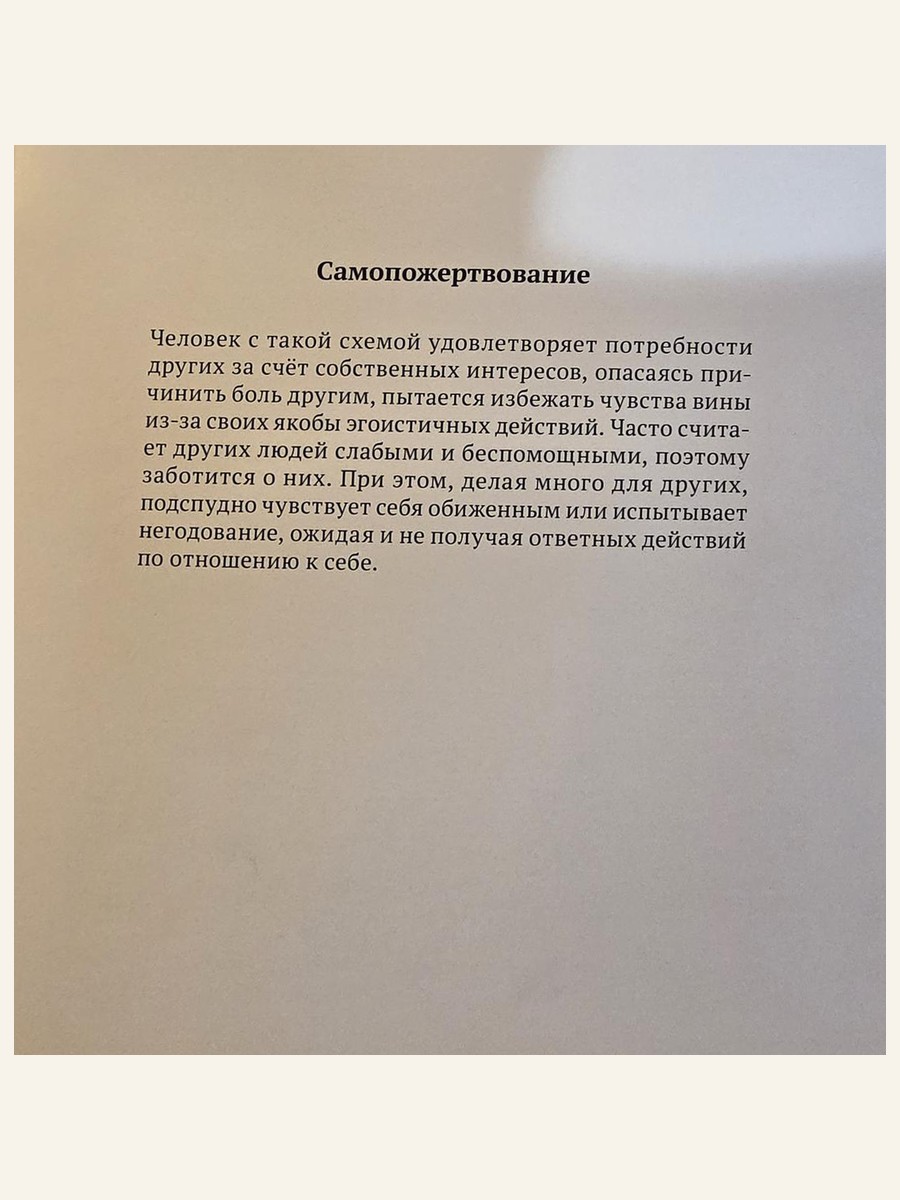 Самопожертвование
Человек с такой схемой удовлетворяет потребности
других за счёт собственных интересов, опасаясь при-
чинить боль другим, пытается избежать чувства вины
из-за своих якобы эгоистичных действий. Часто счита-
ет других людей слабыми и беспомощными, поэтому
заботится о них. При этом, делая много для других,
подспудно чувствует себя обиженным или испытывает
негодование, ожидая и не получая ответных действий
по отношению к себе.